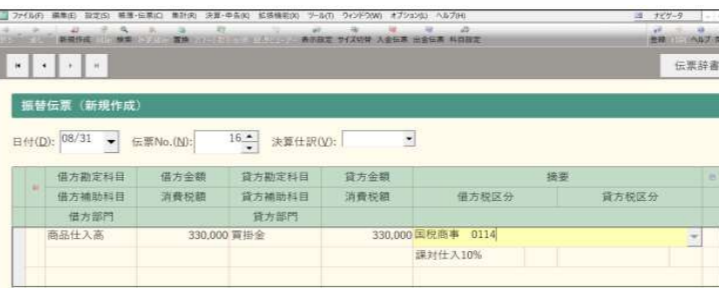 ファイル(F) 編集(E) 設定(S) 帳簿・伝票(C) 集計(R) 決算・申告(K) 拡張機能(X) ツール(T) ウィンドウ(W) オプション(O) ヘルプ(H) ナビゲータ
新規作成 検索 置換 表示設定 サイズ切替 入金伝票 出金伝票 科目設定 登録 ヘルプ
伝票辞書
振替伝票（新規作成）
日付(D): 08/31 伝票No.(N): 16 決算仕訳(V):
借方勘定科目 借方金額 貸方勘定科目 貸方金額 摘要
借方補助科目 消費税額 貸方補助科目 消費税額 借方税区分 貸方税区分
借方部門 貸方部門
商品仕入高 330,000 買掛金 330,000 国税商事 0114
課対仕入10%